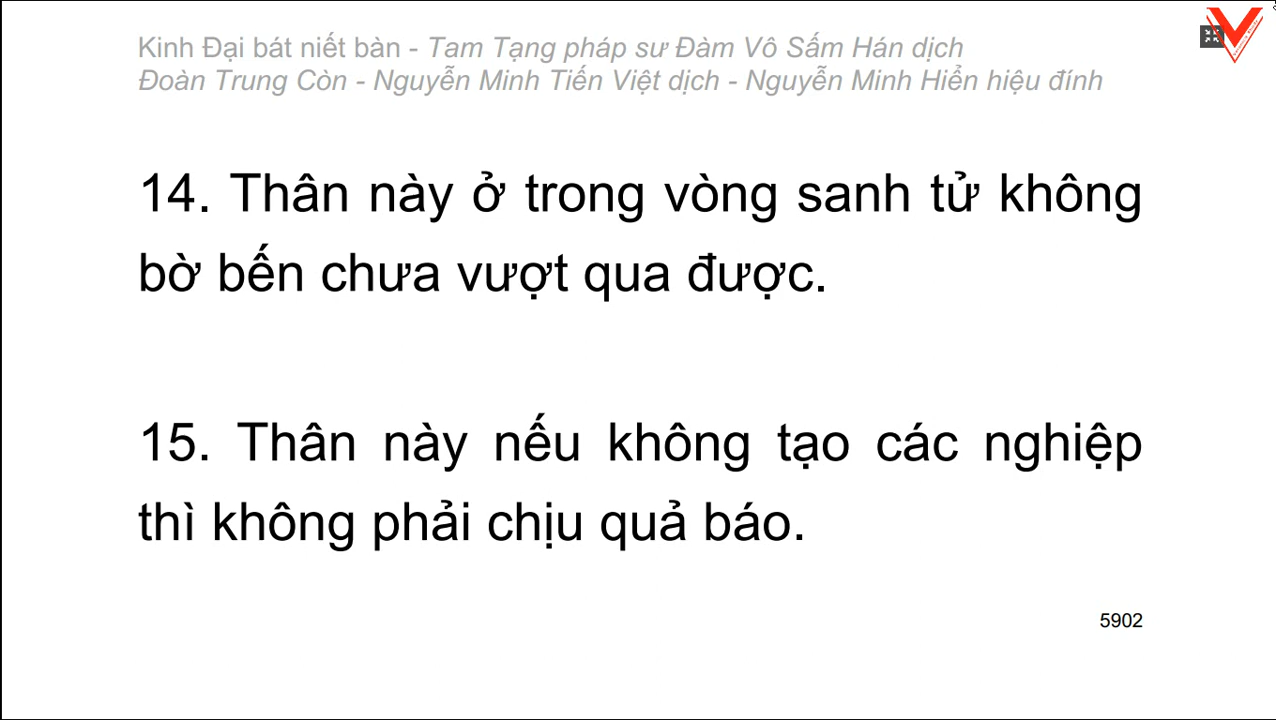 Kinh Đại bát niết bàn - Tam Tạng pháp sư Đàm Vô Sấm Hán dịch
Đoàn Trung Còn - Nguyễn Minh Tiến Việt dịch - Nguyễn Minh Hiển hiệu đính
14. Thân này ở trong vòng sanh tử không
bờ bến chưa vượt qua được.
15. Thân này nếu không tạo các nghiệp
thì không phải chịu quả báo.
5902